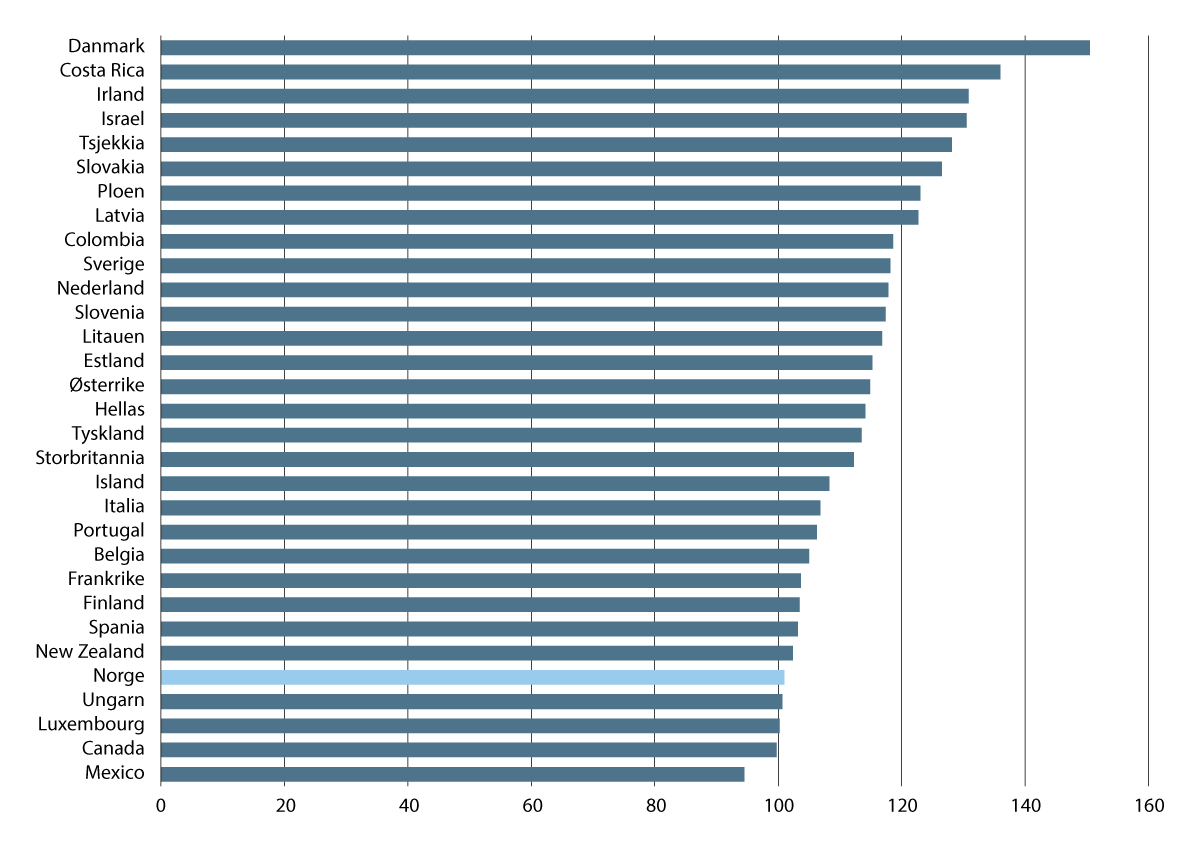 Danmark
Costa Rica
Irland
Israel
Tsjekkia
Slovakia
Ploen
Latvia
Colombia
Sverige
Nederland
Slovenia
Litauen
Estland
Østerrike
Hellas
Tyskland
Storbritannia
Island
Italia
Portugal
Belgia
Frankrike
Finland
Spania
New Zealand
Norge
Ungarn
Luxembourg
Canada
Mexico
0 20 40 60 80 100 120 140 160